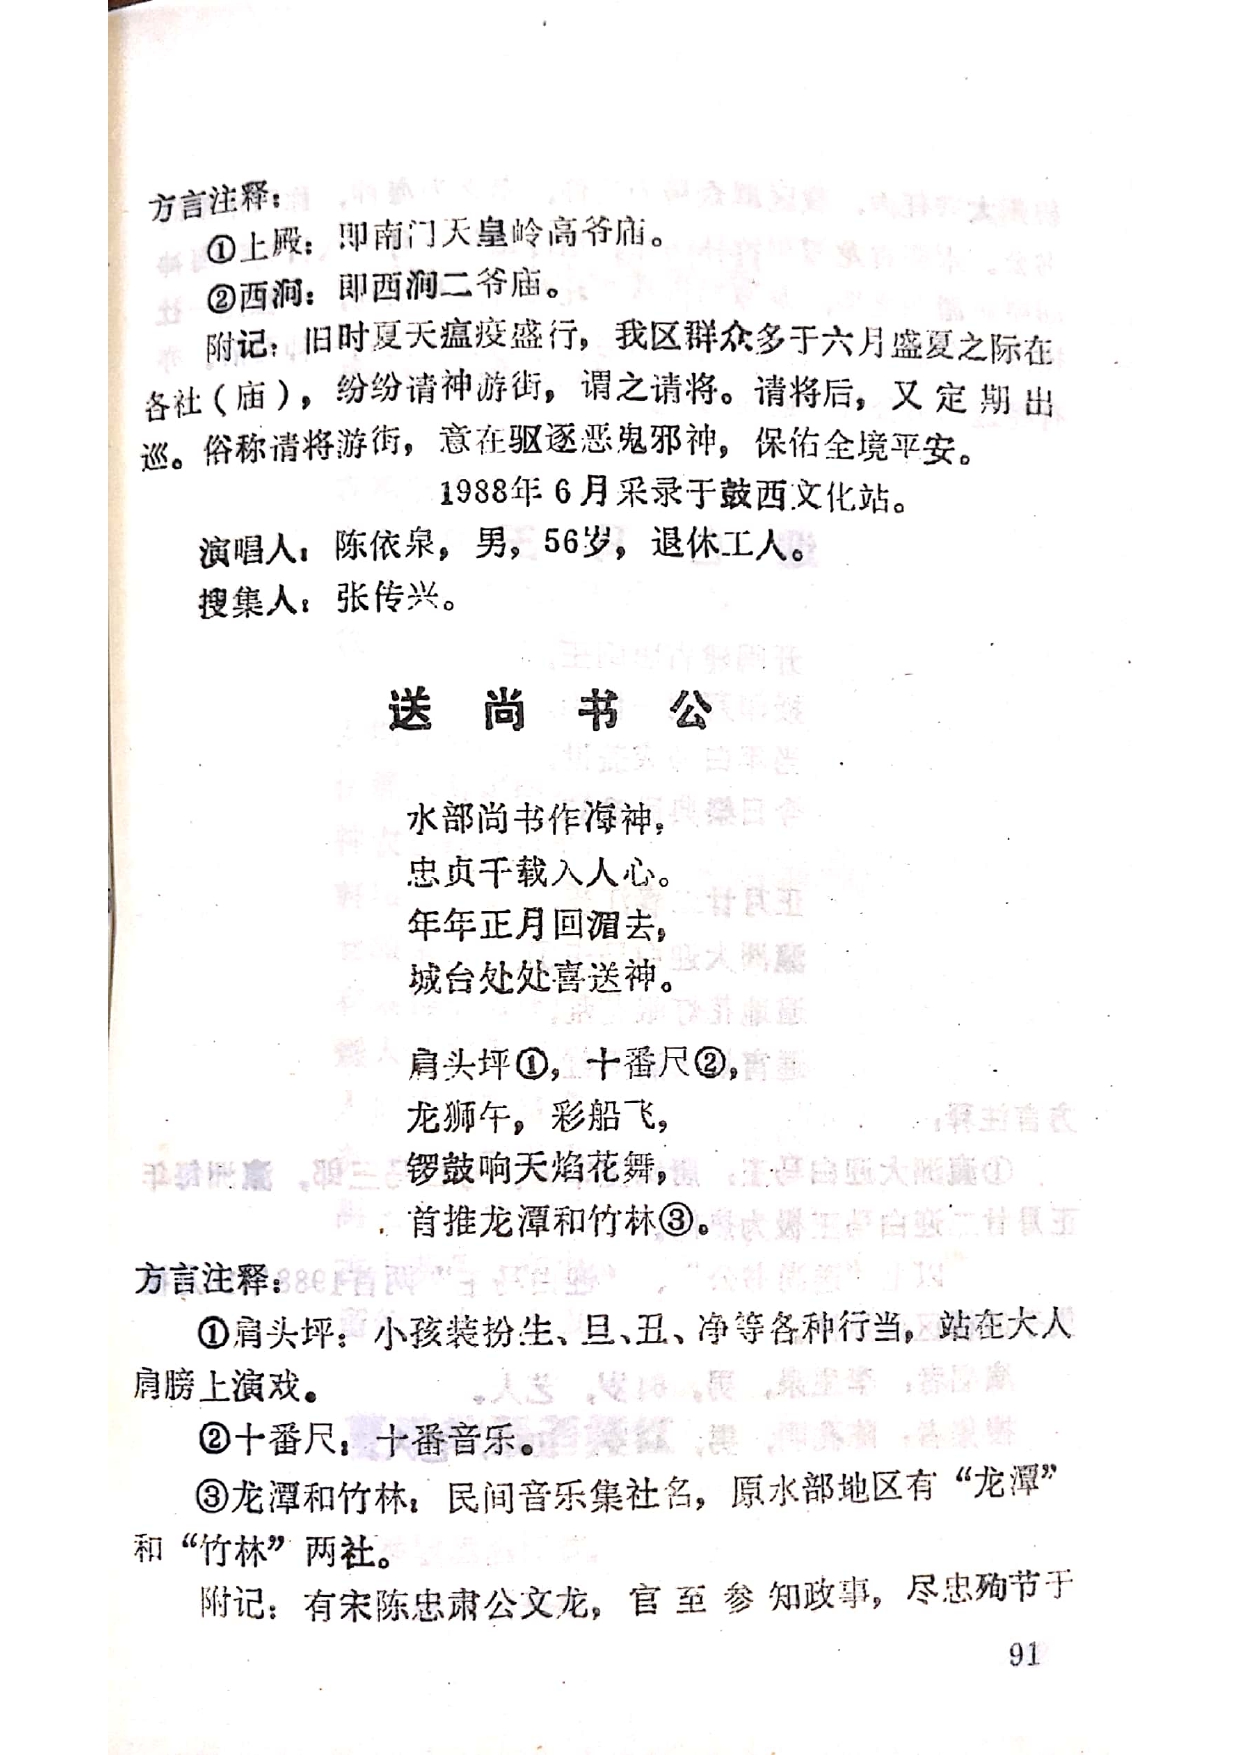 方言注释：
①上殿：即南门天皇岭高爷庙。
②西涧：即西涧二爷庙。
附记：旧时夏天瘟疫盛行，我区群众多于六月盛夏之际在
各社（庙），纷纷请神游街，谓之请将。请将后，又定期出
巡。俗称请将游街，意在驱逐恶鬼邪神，保佑全境平安。
1988年6月采录于鼓西文化站。
演唱人：陈依泉，男，56岁，退休工人。
搜集人：张传兴。
送尚书公
水部尚书作海神，
忠贞千载入人心。
年年正月回湄去，
城台处处喜送神。
肩头坪①，十番尺②，
龙狮午，彩船飞，
锣鼓响天焰花舞，
首推龙潭和竹林③。
方言注释：
①肩头坪：小孩装扮生、旦、丑、净等各种行当，站在大人
肩膀上演戏。
②十番尺：十番音乐。
③龙潭和竹林：民间音乐集社名，原水部地区有“龙潭”
和“竹林”两社。
附记：有宋陈忠肃公文龙，官至参知政事，尽忠殉节于
91